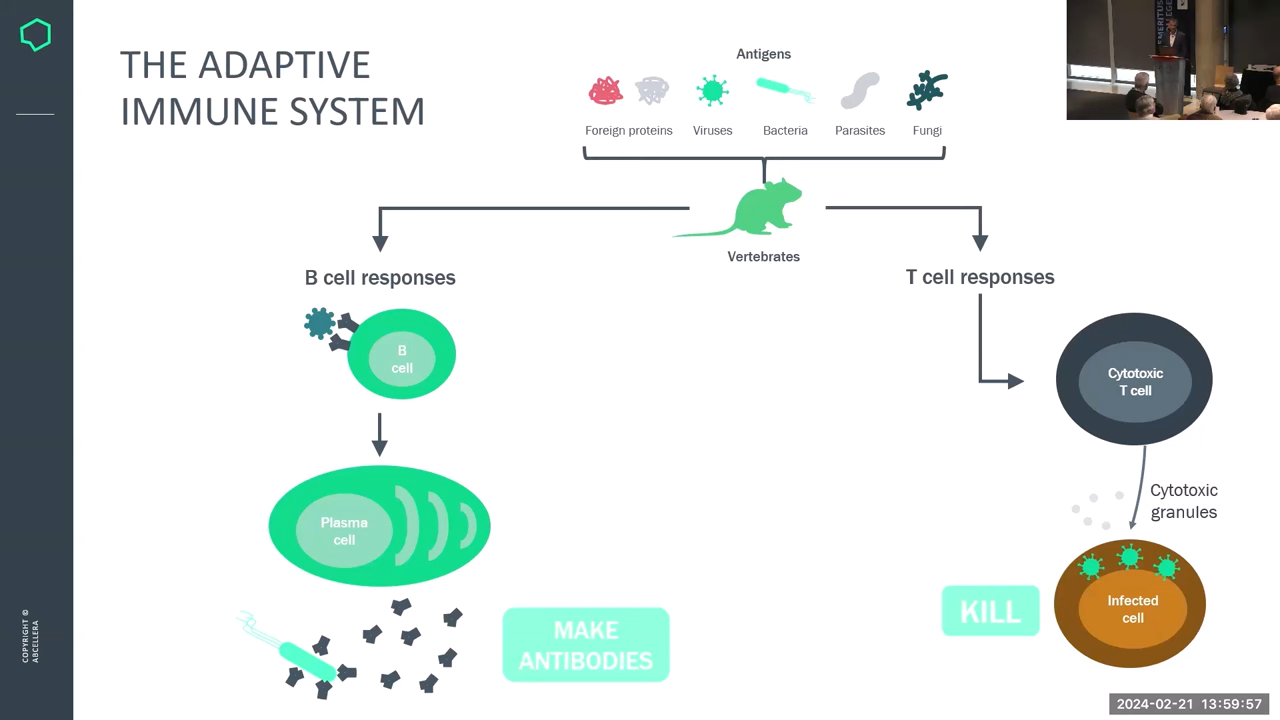 THE ADAPTIVE
IMMUNE SYSTEM
Antigens
Foreign proteins
Viruses
Bacteria
Parasites
Fungi
Vertebrates
B cell responses
T cell responses
B
cell
Cytotoxic
T cell
Plasma
cell
Cytotoxic
granules
Infected
cell
KILL
MAKE
ANTIBODIES
COPYRIGHT ©
ABCELLERA
2024-02-21 13:59:57